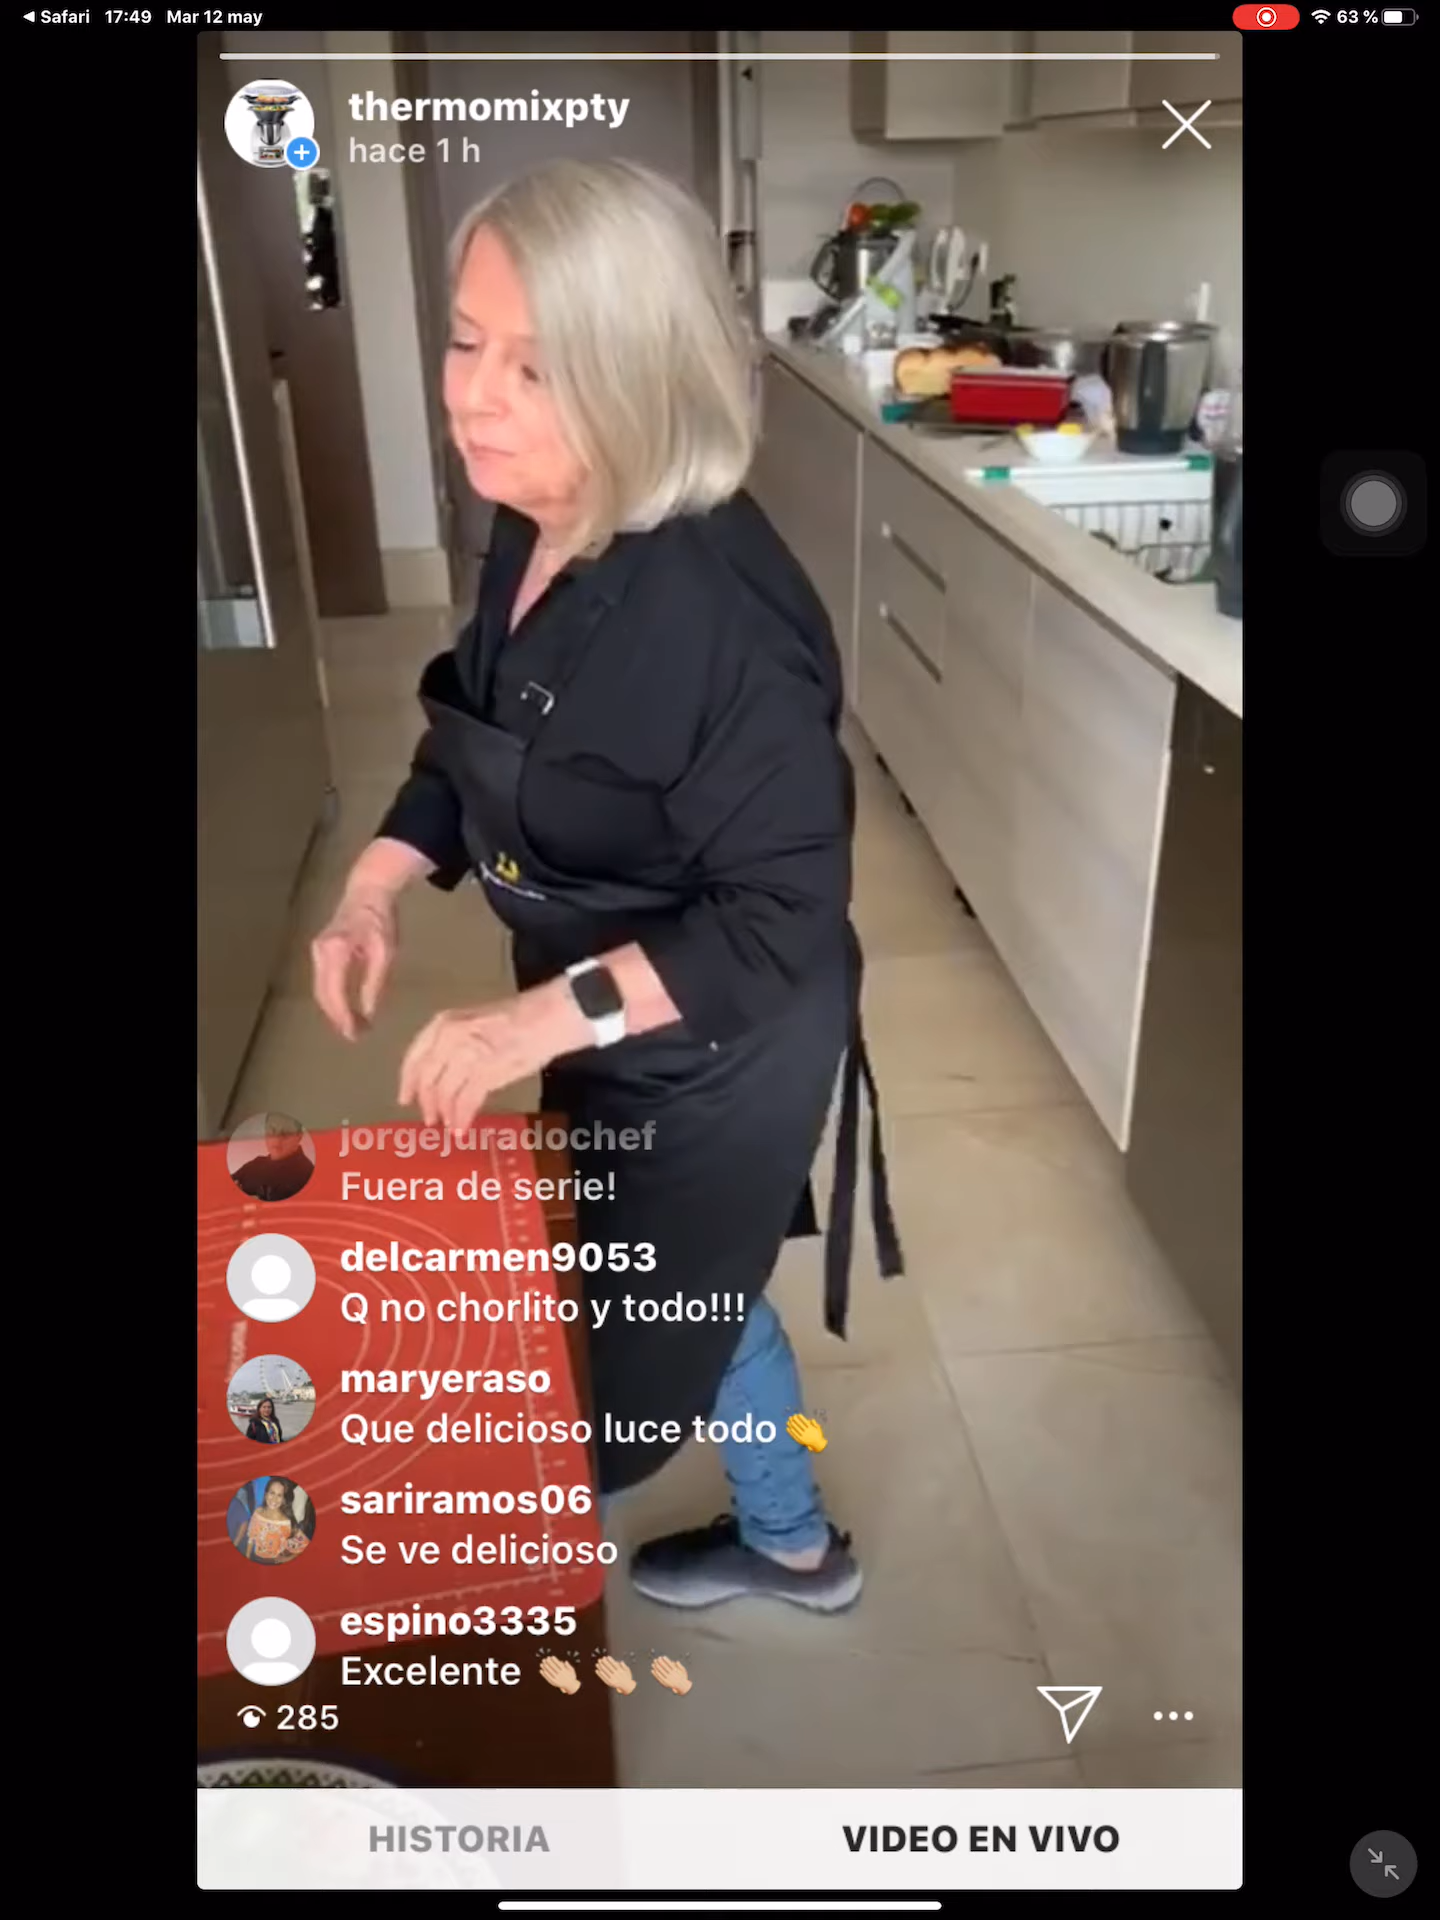 Safari 17:49 Mar 12 may
63 %
thermomixpty
hace 1 h
jorgejuradochef
Fuera de serie!
delcarmen9053
Q no chorlito y todo!!!
maryeraso
Que delicioso luce todo 👏
sariramos06
Se ve delicioso
espino3335
Excelente 👏🏼👏🏼👏🏼
285
HISTORIA
VIDEO EN VIVO